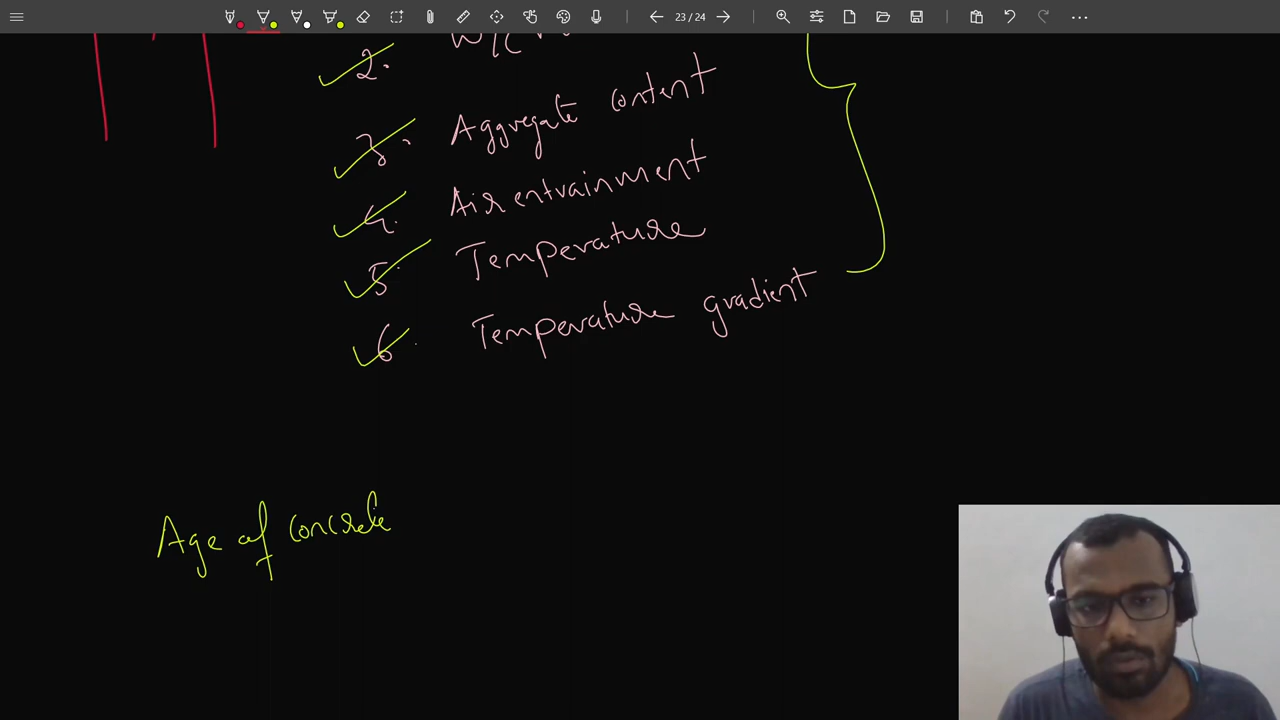 23 / 24
2. W/C
3. Aggregate content
4. Air entrainment
5. Temperature
6. Temperature gradient
Age of concrete